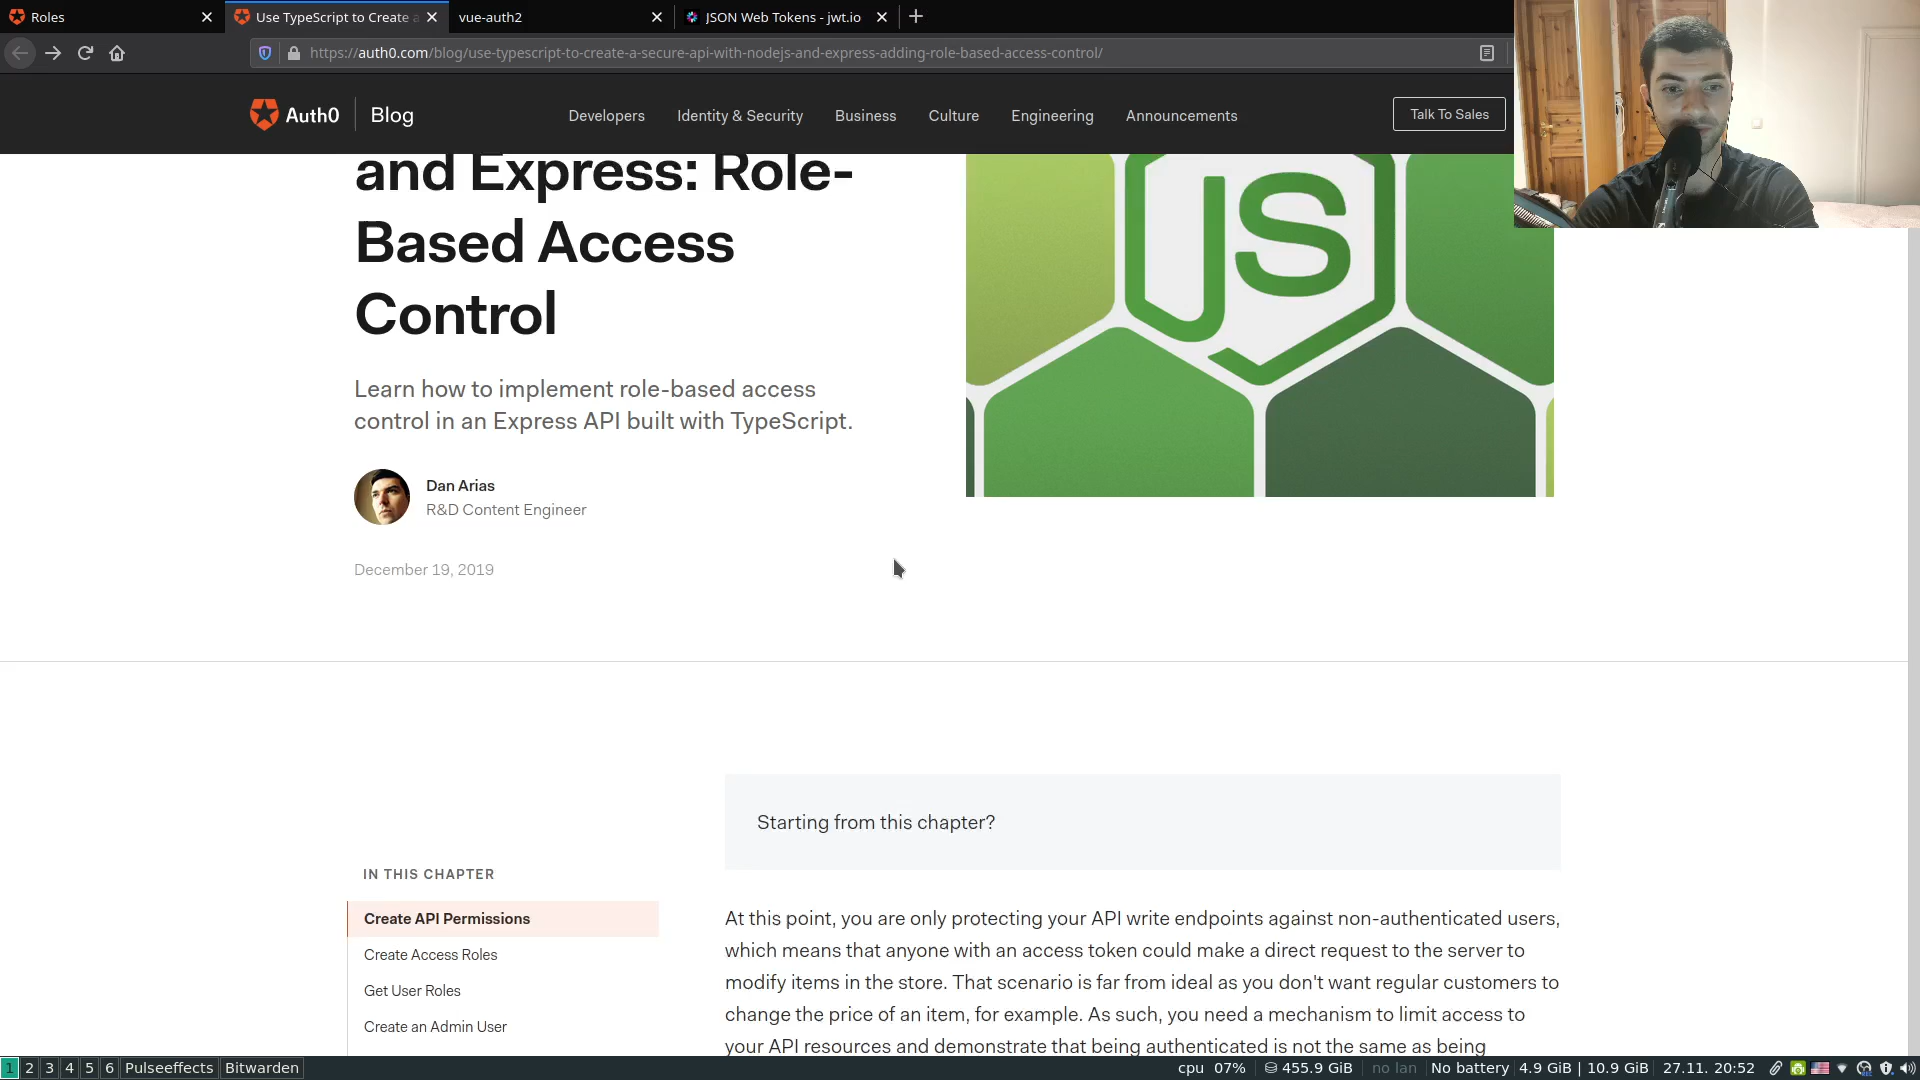 Roles
Use TypeScript to Create a
vue-auth2
JSON Web Tokens - jwt.io
https://auth0.com/blog/use-typescript-to-create-a-secure-api-with-nodejs-and-express-adding-role-based-access-control/
Auth0
Blog
Developers
Identity & Security
Business
Culture
Engineering
Announcements
Talk To Sales
and Express: Role-
Based Access
Control
JS
Learn how to implement role-based access
control in an Express API built with TypeScript.
Dan Arias
R&D Content Engineer
December 19, 2019
Starting from this chapter?
IN THIS CHAPTER
Create API Permissions
Create Access Roles
Get User Roles
Create an Admin User
At this point, you are only protecting your API write endpoints against non-authenticated users,
which means that anyone with an access token could make a direct request to the server to
modify items in the store. That scenario is far from ideal as you don't want regular customers to
change the price of an item, for example. As such, you need a mechanism to limit access to
your API resources and demonstrate that being authenticated is not the same as being
1 2 3 4 5 6 Pulseeffects Bitwarden
cpu 07% 455.9 GiB no lan No battery 4.9 GiB | 10.9 GiB 27.11. 20:52